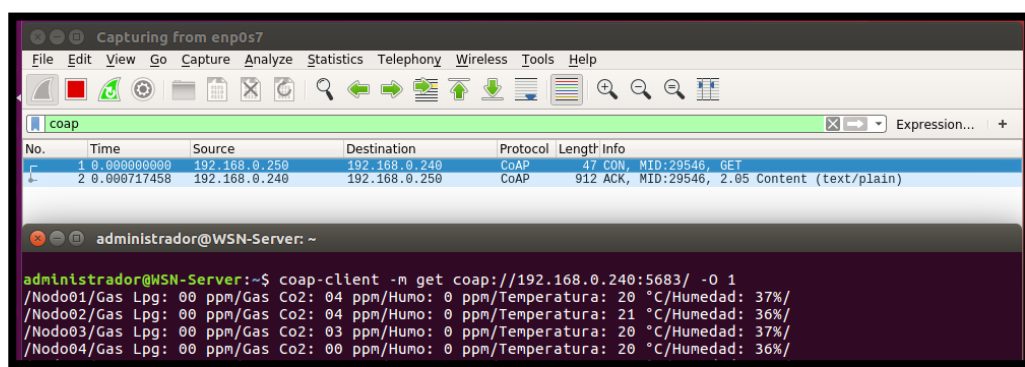 Capturing from enp0s7
File Edit View Go Capture Analyze Statistics Telephony Wireless Tools Help
coap Expression... +
No. Time Source Destination Protocol Length Info
1 0.000000000 192.168.0.250 192.168.0.240 CoAP 47 CON, MID:29546, GET
2 0.000717458 192.168.0.240 192.168.0.250 CoAP 912 ACK, MID:29546, 2.05 Content (text/plain)
administrador@WSN-Server: ~
administrador@WSN-Server:~$ coap-client -m get coap://192.168.0.240:5683/ -O 1
/Nodo01/Gas Lpg: 00 ppm/Gas Co2: 04 ppm/Humo: 0 ppm/Temperatura: 20 °C/Humedad: 37%/
/Nodo02/Gas Lpg: 00 ppm/Gas Co2: 04 ppm/Humo: 0 ppm/Temperatura: 21 °C/Humedad: 36%/
/Nodo03/Gas Lpg: 00 ppm/Gas Co2: 03 ppm/Humo: 0 ppm/Temperatura: 20 °C/Humedad: 37%/
/Nodo04/Gas Lpg: 00 ppm/Gas Co2: 00 ppm/Humo: 0 ppm/Temperatura: 20 °C/Humedad: 36%/